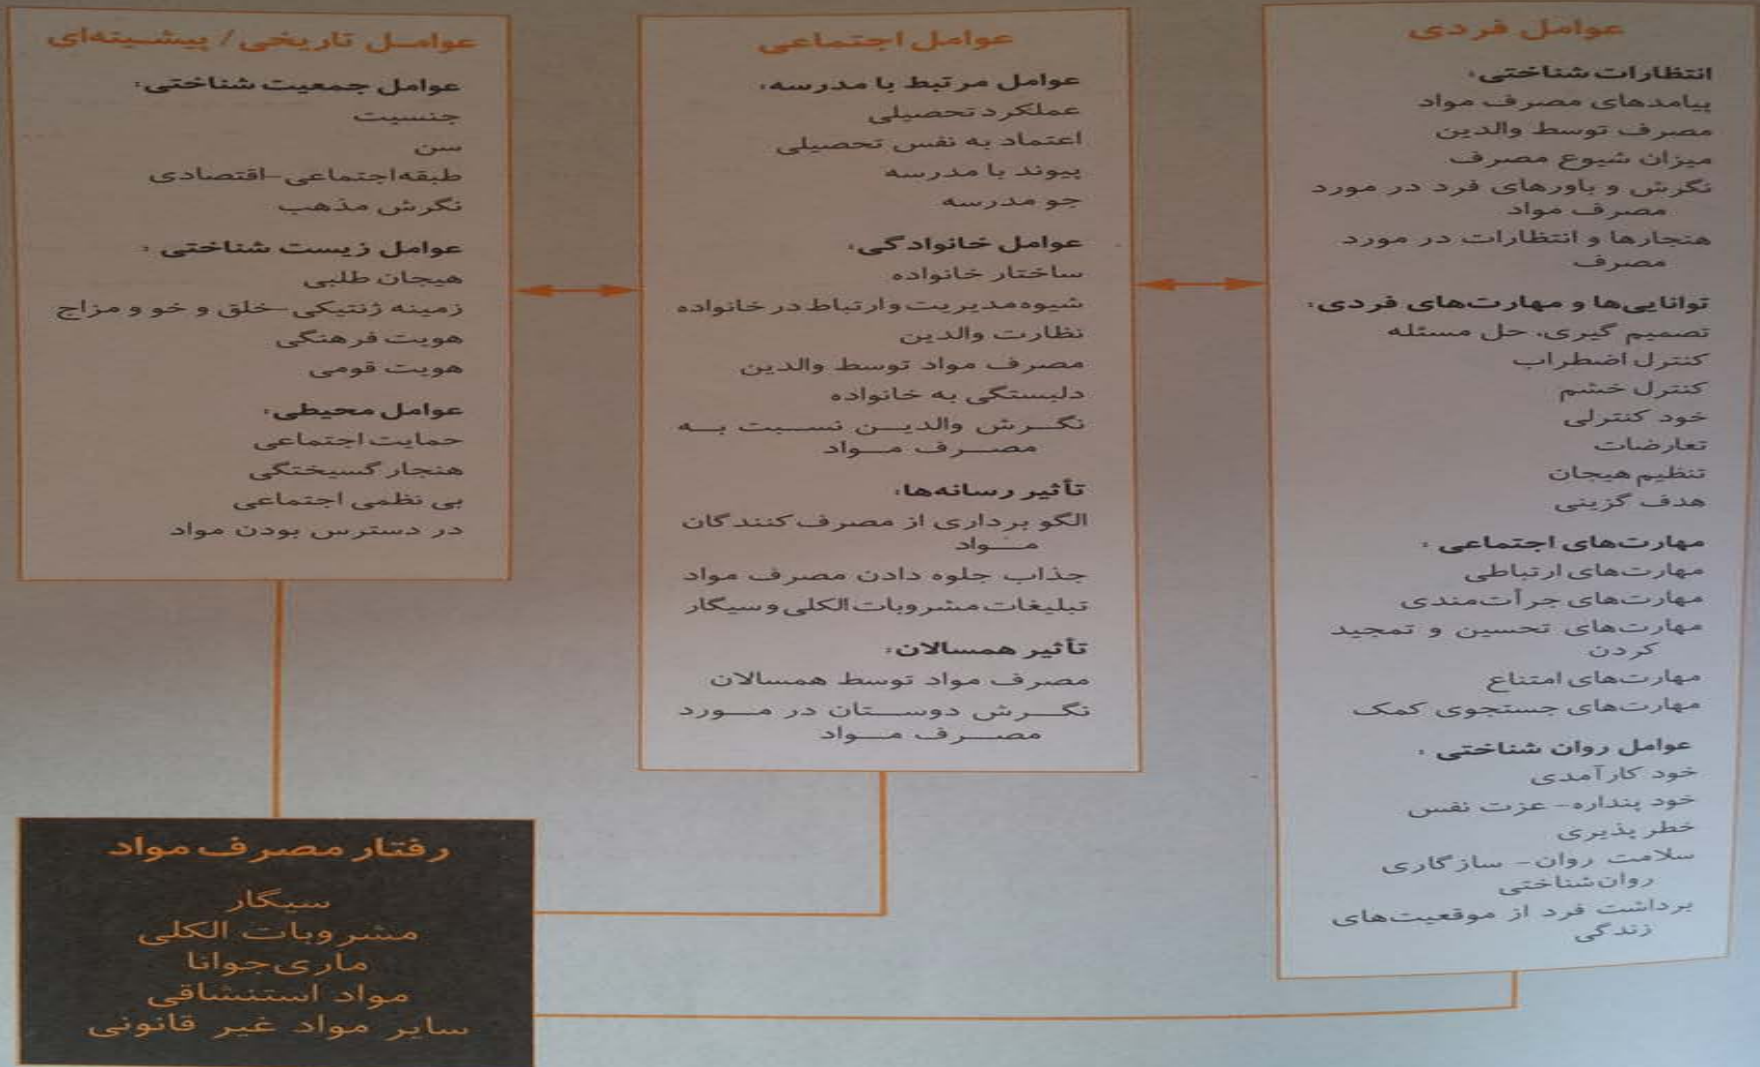 عوامل فردی
انتظارات شناختی:
پیامدهای مصرف مواد
مصرف توسط والدین
میزان شیوع مصرف
نگرش و باورهای فرد در مورد
مصرف مواد
هنجارها و انتظارات در مورد
مصرف
توانایی‌ها و مهارت‌های فردی:
تصمیم گیری، حل مسئله
کنترل اضطراب
کنترل خشم
خود کنترلی
تعارضات
تنظیم هیجان
هدف گزینی
مهارت‌های اجتماعی :
مهارت‌های ارتباطی
مهارت‌های جرأت‌مندی
مهارت‌های تحسین و تمجید
کردن
مهارت‌های امتناع
مهارت‌های جستجوی کمک
عوامل روان شناختی :
خود کارآمدی
خود پنداره- عزت نفس
خطر پذیری
سلامت روان- سازگاری
روان‌شناختی
برداشت فرد از موقعیت‌های
زندگی
عوامل اجتماعی
عوامل مرتبط با مدرسه:
عملکرد تحصیلی
اعتماد به نفس تحصیلی
پیوند با مدرسه
جو مدرسه
عوامل خانوادگی:
ساختار خانواده
شیوه مدیریت و ارتباط در خانواده
نظارت والدین
مصرف مواد توسط والدین
دلبستگی به خانواده
نگرش والدین نسبت به
مصرف مواد
تأثیر رسانه‌ها:
الگو برداری از مصرف کنندگان
مواد
جذاب جلوه دادن مصرف مواد
تبلیغات مشروبات الکلی و سیگار
تأثیر همسالان:
مصرف مواد توسط همسالان
نگرش دوستان در مورد
مصرف مواد
عوامل تاریخی/ پیشینه‌ای
عوامل جمعیت شناختی:
جنسیت
سن
طبقه اجتماعی-اقتصادی
نگرش مذهب
عوامل زیست شناختی :
هیجان طلبی
زمینه ژنتیکی-خلق و خو و مزاج
هویت فرهنگی
هویت قومی
عوامل محیطی:
حمایت اجتماعی
هنجار گسیختگی
بی نظمی اجتماعی
در دسترس بودن مواد
رفتار مصرف مواد
سیگار
مشروبات الکلی
ماری‌جوانا
مواد استنشاقی
سایر مواد غیر قانونی